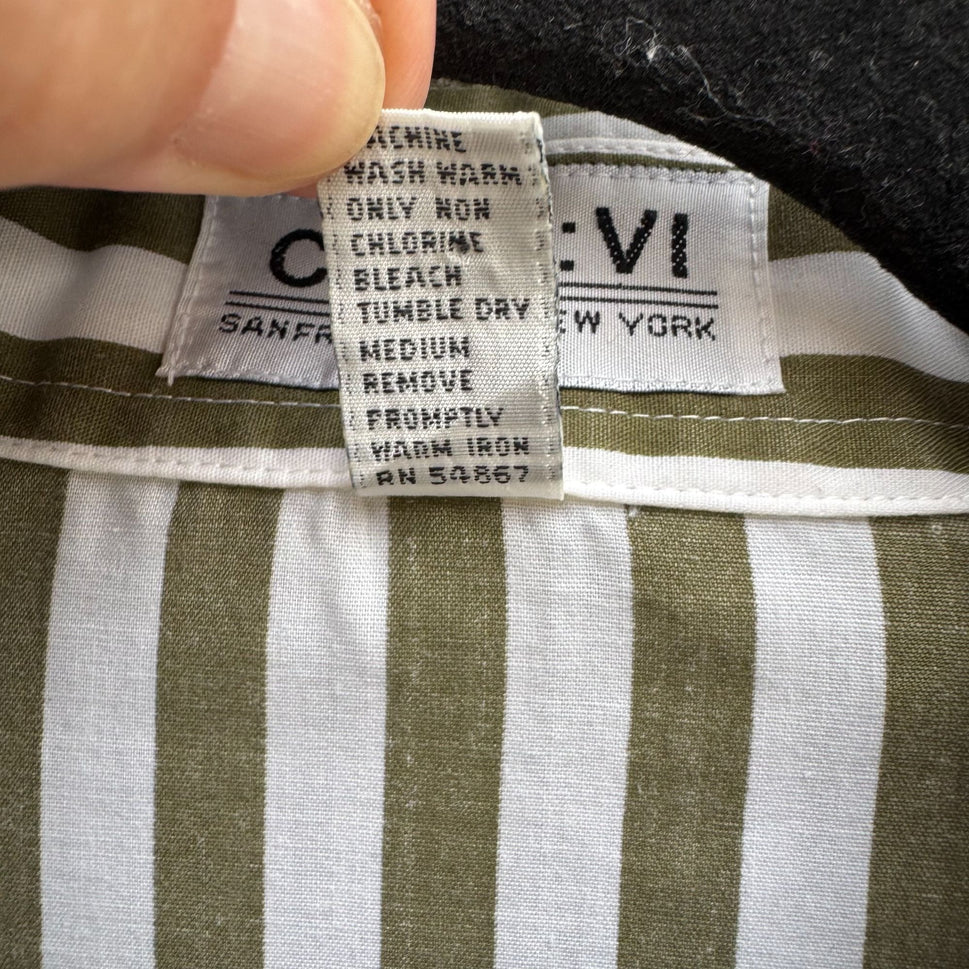 MACHINE
WASH WARM
ONLY NON
CHLORINE
BLEACH
TUMBLE DRY
MEDIUM
REMOVE
PROMPTLY
WARM IRON
RN 54867
C :VI
SANFR EW YORK